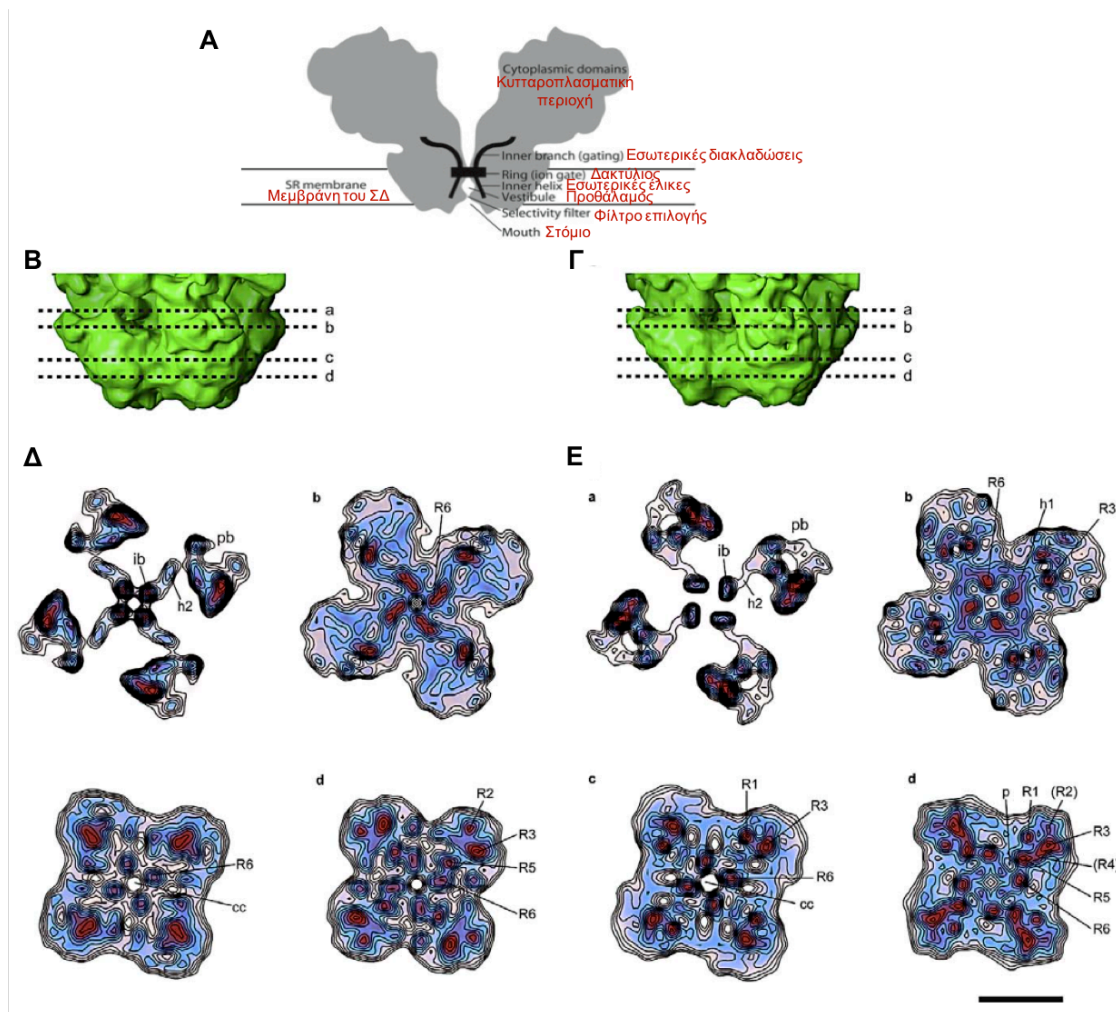 A
Cytoplasmic domains
Κυτταροπλασματική
περιοχή
Inner branch (gating) Εσωτερικές διακλαδώσεις
Ring (ion gate) Δακτύλιος
SR membrane
Μεμβράνη του ΣΔ
Inner helix Εσωτερικές έλικες
Vestibule Προθάλαμός
Selectivity filter Φίλτρο επιλογής
Mouth Στόμιο
Β
a
b
c
d
Γ
a
b
c
d
Δ
ib
pb
h2
b
R6
Ε
a
ib
pb
h2
b
R6
h1
R3
R6
cc
d
R2
R3
R5
R6
c
R1
R3
R6
cc
d
p
R1
(R2)
R3
(R4)
R5
R6